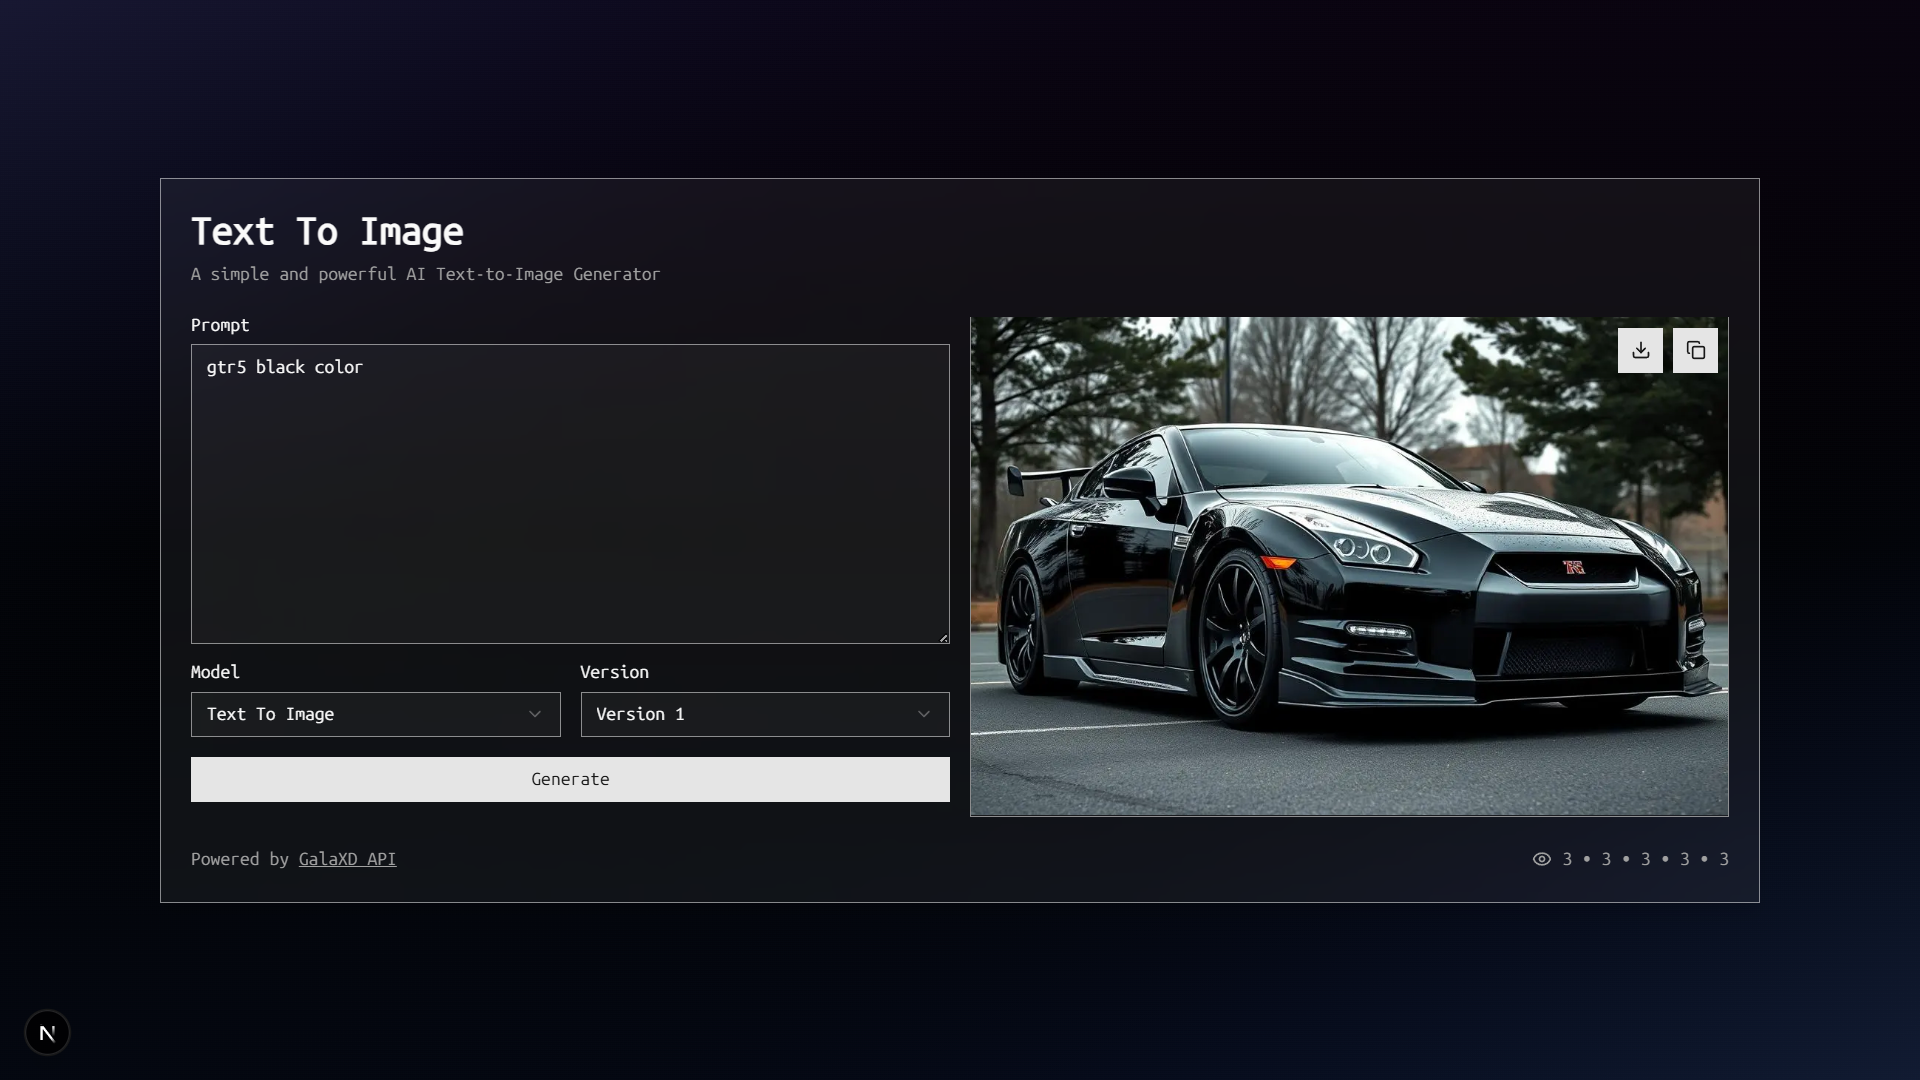 Text To Image
A simple and powerful AI Text-to-Image Generator
Prompt
gtr5 black color
Model
Version
Text To Image
Version 1
Generate
Powered by GalaXD API
3 • 3 • 3 • 3 • 3
N